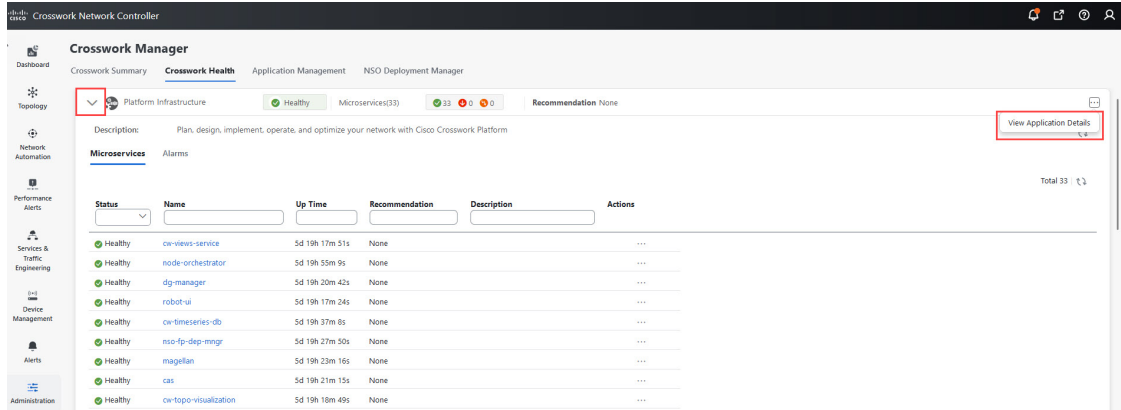 cisco Crosswork Network Controller
Dashboard
Topology
Network
Automation
Performance
Alerts
Services &
Traffic
Engineering
Device
Management
Alerts
Administration
Crosswork Manager
Crosswork Summary Crosswork Health Application Management NSO Deployment Manager
Platform Infrastructure Healthy Microservices(33) 33 0 0 Recommendation None
View Application Details
Description: Plan, design, implement, operate, and optimize your network with Cisco Crosswork Platform
Microservices Alarms
Total 33
Status Name Up Time Recommendation Description Actions
Healthy cw-views-service 5d 19h 17m 51s None ...
Healthy node-orchestrator 5d 19h 55m 9s None ...
Healthy dg-manager 5d 19h 20m 42s None ...
Healthy robot-ui 5d 19h 17m 24s None ...
Healthy cw-timeseries-db 5d 19h 37m 8s None ...
Healthy nso-fp-dep-mngr 5d 19h 27m 50s None ...
Healthy magellan 5d 19h 23m 16s None ...
Healthy cas 5d 19h 21m 15s None ...
Healthy cw-topo-visualization 5d 19h 18m 49s None ...